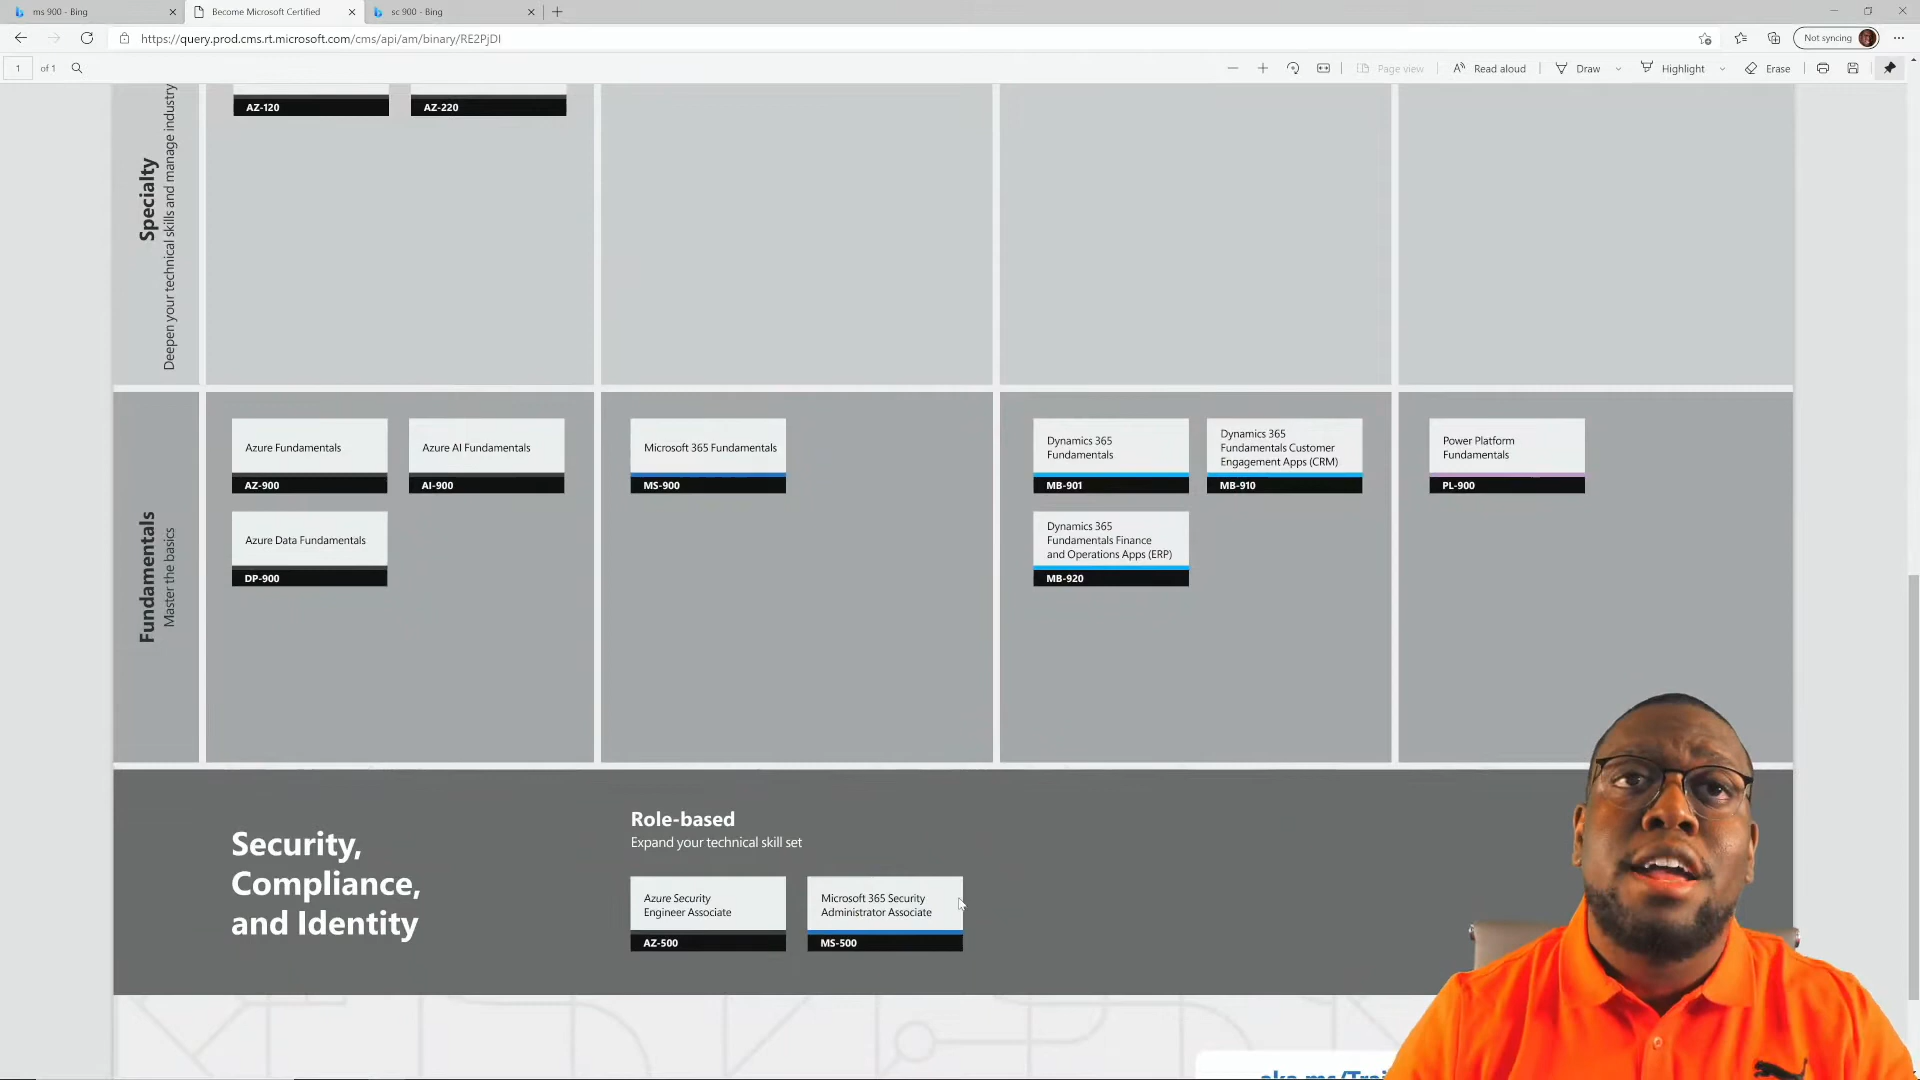 ms 900 - Bing
Become Microsoft Certified
sc 900 - Bing
https://query.prod.cms.rt.microsoft.com/cms/api/am/binary/RE2PjDI
Not syncing
1 of 1
Page view
Read aloud
Draw
Highlight
Erase
Specialty
Deepen your technical skills and manage industry
AZ-120
AZ-220
Fundamentals
Master the basics
Azure Fundamentals
AZ-900
Azure AI Fundamentals
AI-900
Azure Data Fundamentals
DP-900
Microsoft 365 Fundamentals
MS-900
Dynamics 365
Fundamentals
MB-901
Dynamics 365
Fundamentals Customer
Engagement Apps (CRM)
MB-910
Dynamics 365
Fundamentals Finance
and Operations Apps (ERP)
MB-920
Power Platform
Fundamentals
PL-900
Security,
Compliance,
and Identity
Role-based
Expand your technical skill set
Azure Security
Engineer Associate
AZ-500
Microsoft 365 Security
Administrator Associate
MS-500